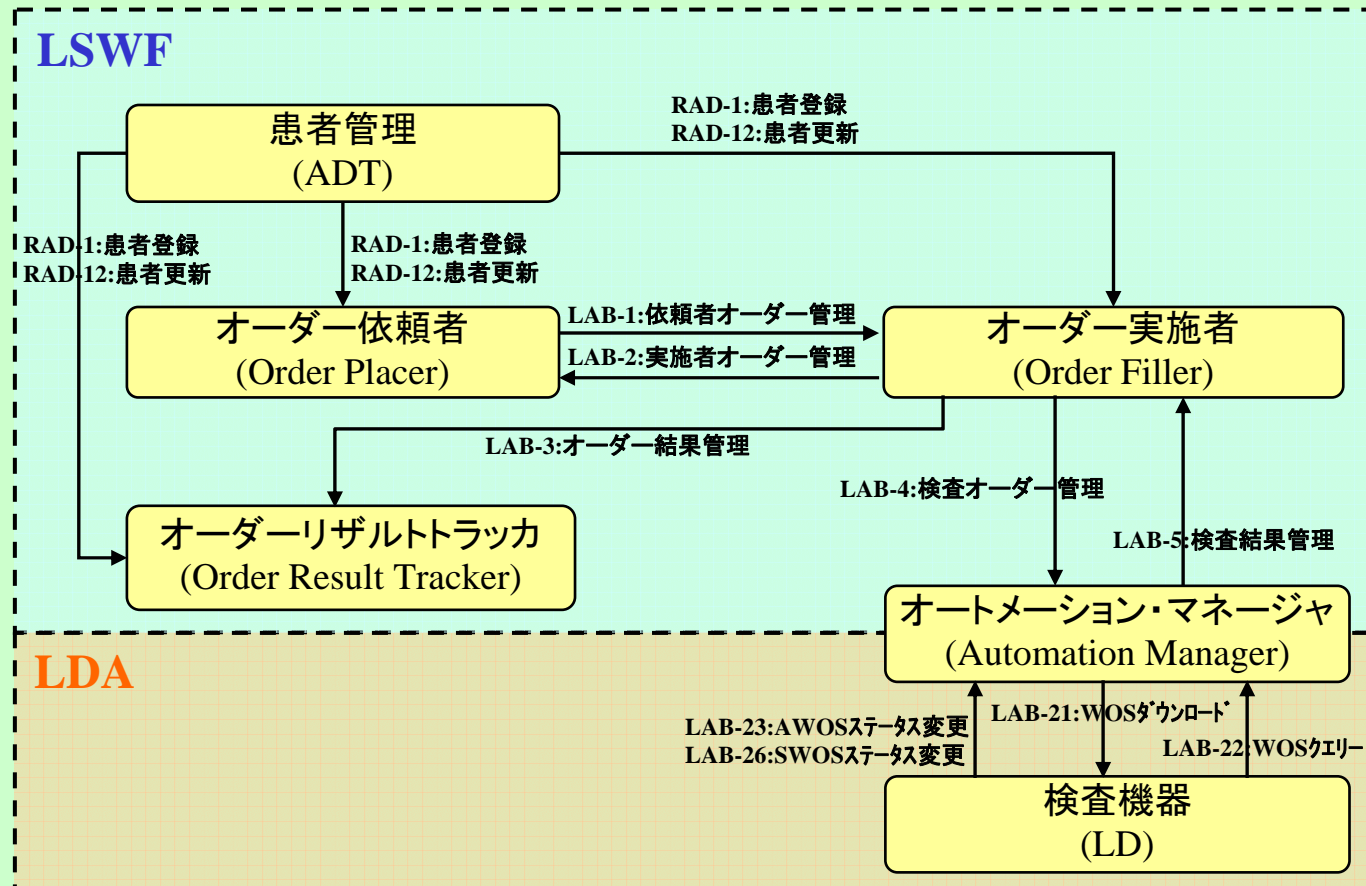 LSWF
患者管理
(ADT)
RAD-1:患者登録
RAD-12:患者更新
RAD-1:患者登録
RAD-12:患者更新
RAD-1:患者登録
RAD-12:患者更新
オーダー依頼者
(Order Placer)
LAB-1:依頼者オーダー管理
LAB-2:実施者オーダー管理
オーダー実施者
(Order Filler)
LAB-3:オーダー結果管理
LAB-4:検査オーダー管理
LAB-5:検査結果管理
オーダーリザルトトラッカ
(Order Result Tracker)
オートメーション・マネージャ
(Automation Manager)
LDA
LAB-23:AWOSステータス変更
LAB-26:SWOSステータス変更
LAB-21:WOSダウンロード
LAB-22:WOSクエリー
検査機器
(LD)